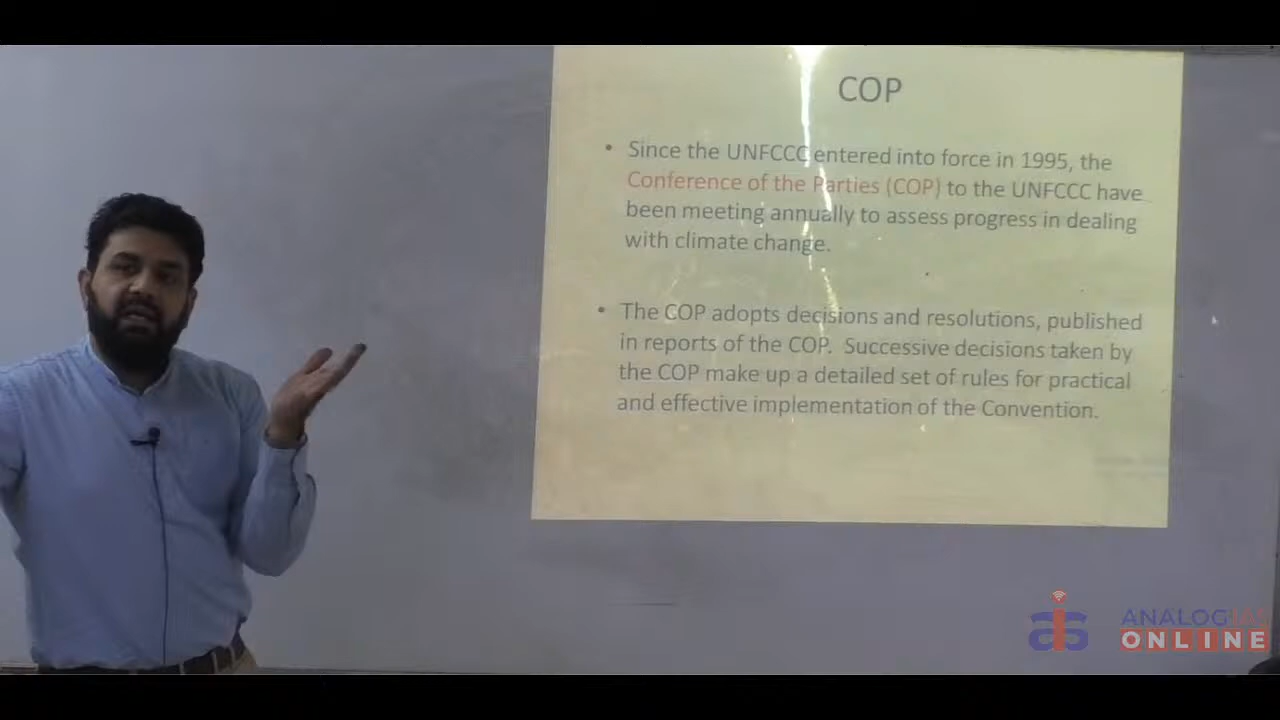 COP
• Since the UNFCCC entered into force in 1995, the
Conference of the Parties (COP) to the UNFCCC have
been meeting annually to assess progress in dealing
with climate change.
• The COP adopts decisions and resolutions, published
in reports of the COP. Successive decisions taken by
the COP make up a detailed set of rules for practical
and effective implementation of the Convention.
ANALOG IAS
ONLINE